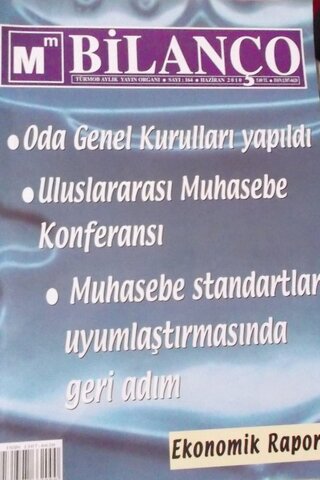 Mm BİLANÇO
TÜRMOB AYLIK YAYIN ORGANI • SAYI : 164 • HAZİRAN 2010
• Oda Genel Kurulları yapıldı
• Uluslararası Muhasebe
Konferansı
• Muhasebe standartlar
uyumlaştırmasında
geri adım
Ekonomik Rapor